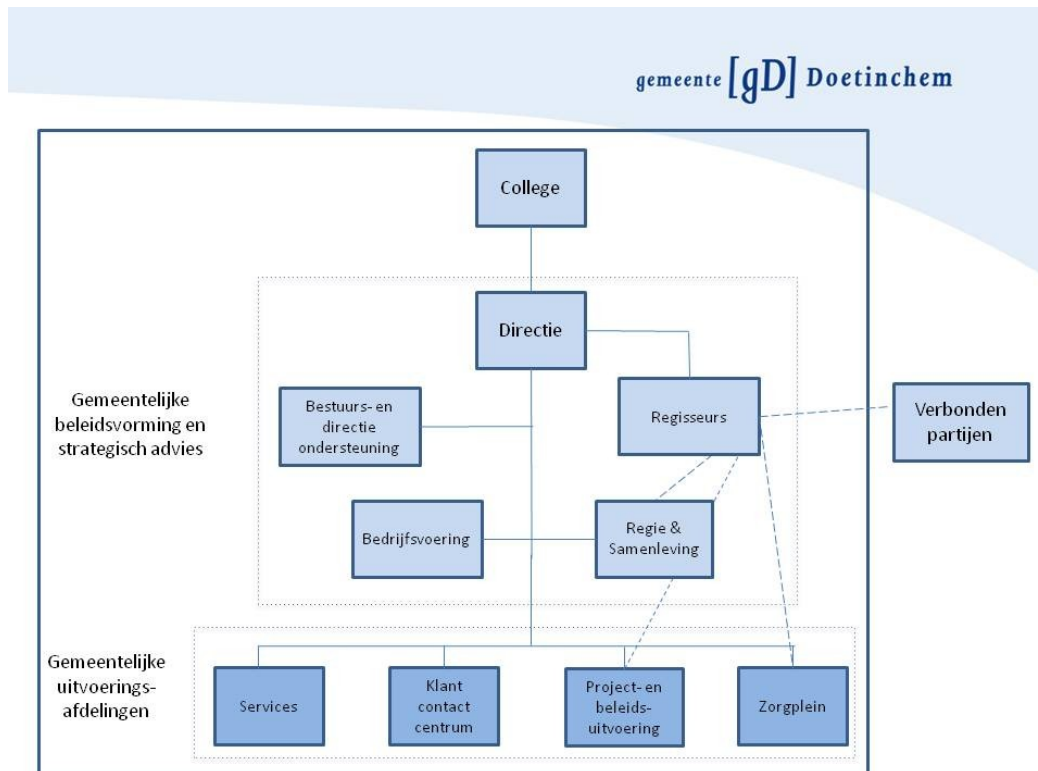 gemeente [gD] Doetinchem
College
Directie
Gemeentelijke
beleidsvorming en
strategisch advies
Bestuurs- en
directie
ondersteuning
Regisseurs
Verbonden
partijen
Bedrijfsvoering
Regie &
Samenleving
Gemeentelijke
uitvoerings-
afdelingen
Services
Klant
contact
centrum
Project- en
beleids-
uitvoering
Zorgplein